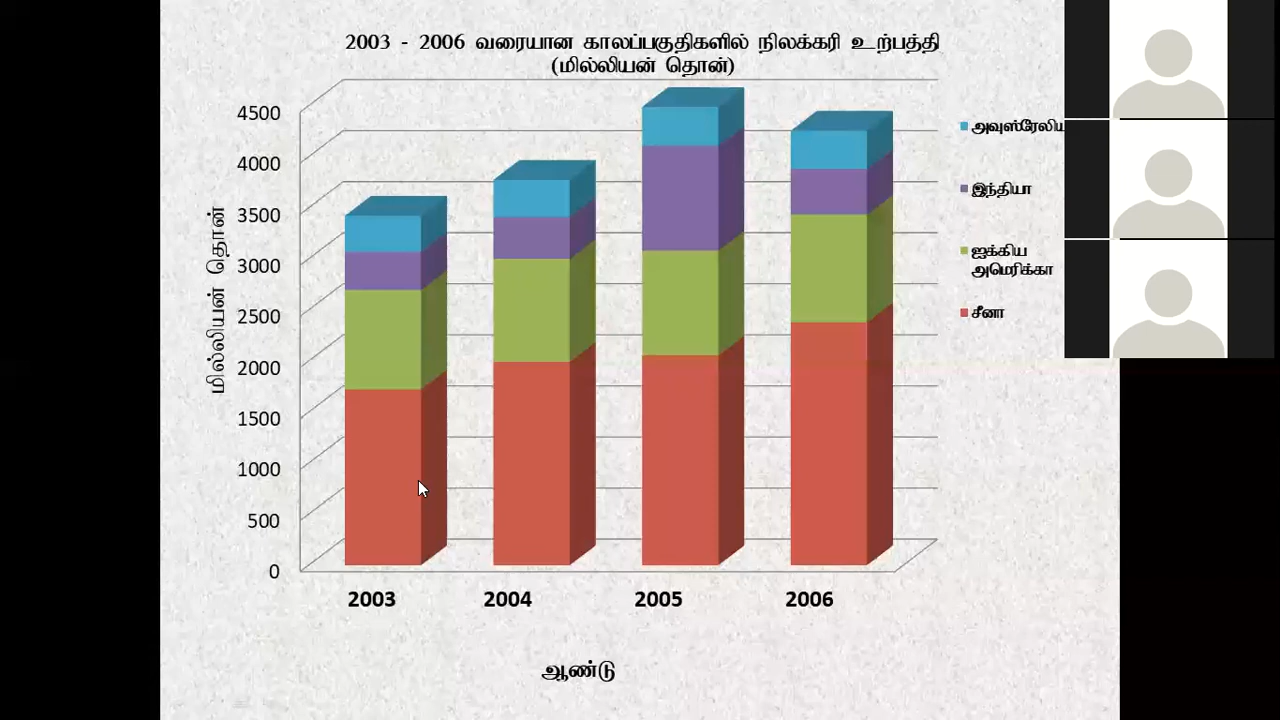 2003 - 2006 வரையான காலப்பகுதிகளில் நிலக்கரி உற்பத்தி
(மில்லியன் தொன்)
மில்லியன் தொன்
4500
4000
3500
3000
2500
2000
1500
1000
500
0
2003 2004 2005 2006
ஆண்டு
அவுஸ்ரேலிய
இந்தியா
ஐக்கிய
அமெரிக்கா
சீனா